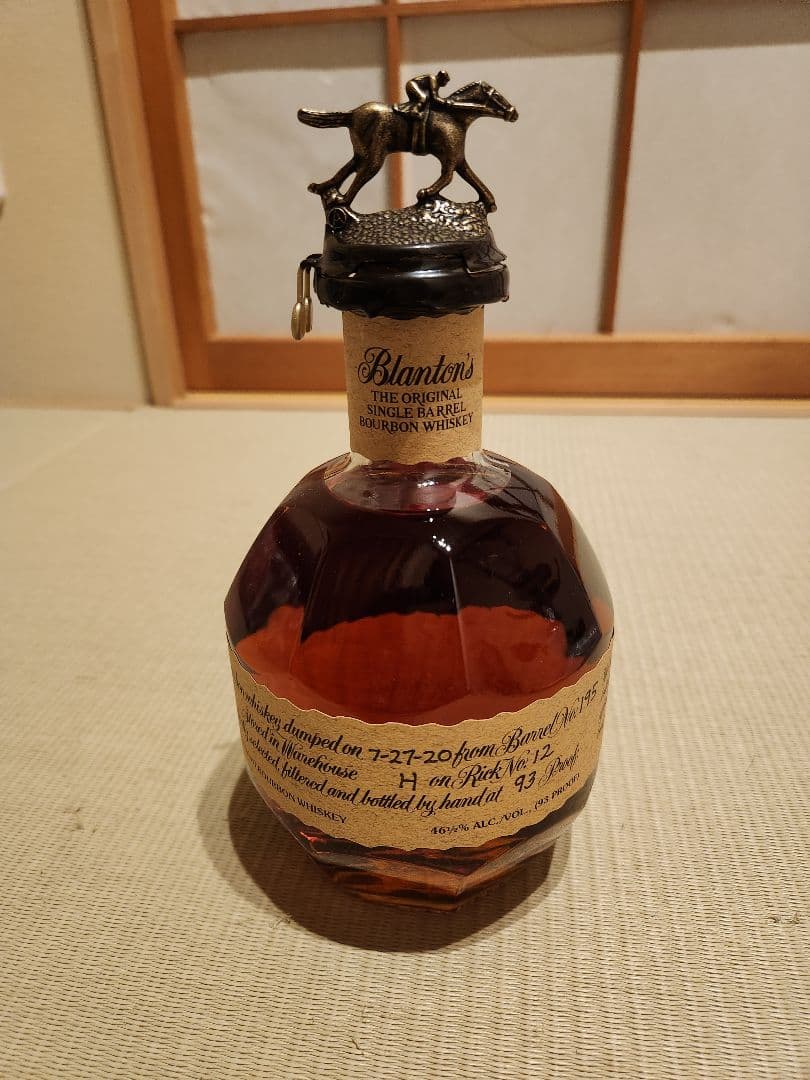 Blanton's
THE ORIGINAL
SINGLE BARREL
BOURBON WHISKEY
whiskey dumped on 7-27-20 from Barrel No. 195
Stored in Warehouse H on Rick No. 12
selected, filtered and bottled by hand at 93 Proof
BOURBON WHISKEY 46½% ALC./VOL., (93 PROOF)